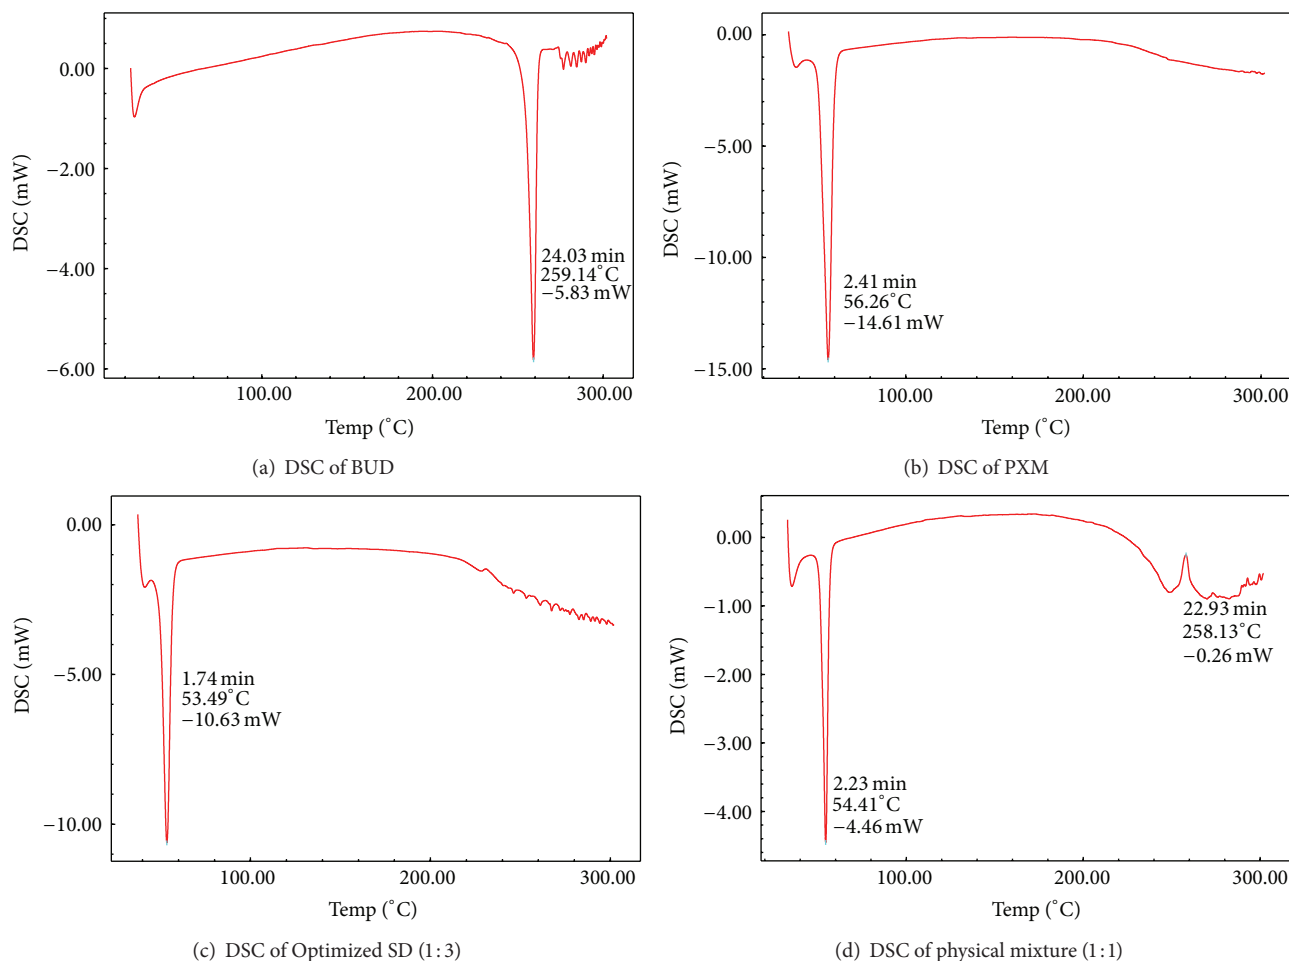 0.00
−2.00
−4.00
−6.00
DSC (mW)
24.03 min
259.14°C
−5.83 mW
100.00
200.00
300.00
Temp (°C)
(a) DSC of BUD
0.00
−5.00
−10.00
−15.00
DSC (mW)
2.41 min
56.26°C
−14.61 mW
100.00
200.00
300.00
Temp (°C)
(b) DSC of PXM
0.00
−5.00
−10.00
DSC (mW)
1.74 min
53.49°C
−10.63 mW
100.00
200.00
300.00
Temp (°C)
(c) DSC of Optimized SD (1:3)
0.00
−1.00
−2.00
−3.00
−4.00
DSC (mW)
22.93 min
258.13°C
−0.26 mW
2.23 min
54.41°C
−4.46 mW
100.00
200.00
300.00
Temp (°C)
(d) DSC of physical mixture (1:1)